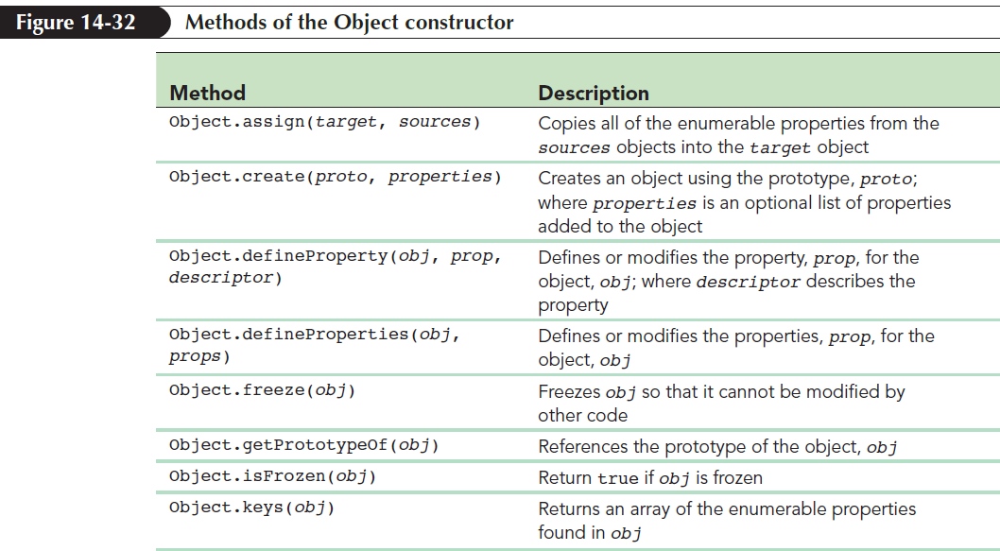 Figure 14-32 Methods of the Object constructor
Method Description
Object.assign(target, sources) Copies all of the enumerable properties from the
sources objects into the target object
Object.create(proto, properties) Creates an object using the prototype, proto;
where properties is an optional list of properties
added to the object
Object.defineProperty(obj, prop, Defines or modifies the property, prop, for the
descriptor) object, obj; where descriptor describes the
property
Object.defineProperties(obj, Defines or modifies the properties, prop, for the
props) object, obj
Object.freeze(obj) Freezes obj so that it cannot be modified by
other code
Object.getPrototypeOf(obj) References the prototype of the object, obj
Object.isFrozen(obj) Return true if obj is frozen
Object.keys(obj) Returns an array of the enumerable properties
found in obj